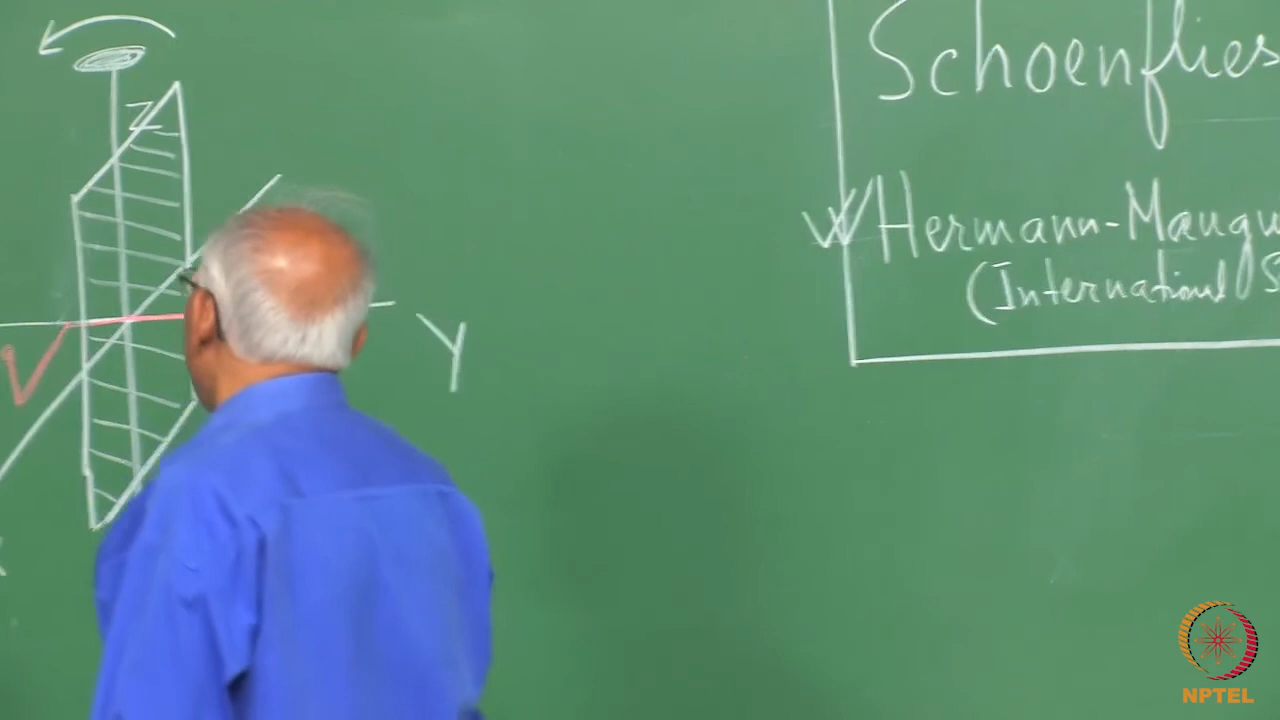 Z
Y
Schoenflies
Hermann-Maugu
(International S
NPTEL